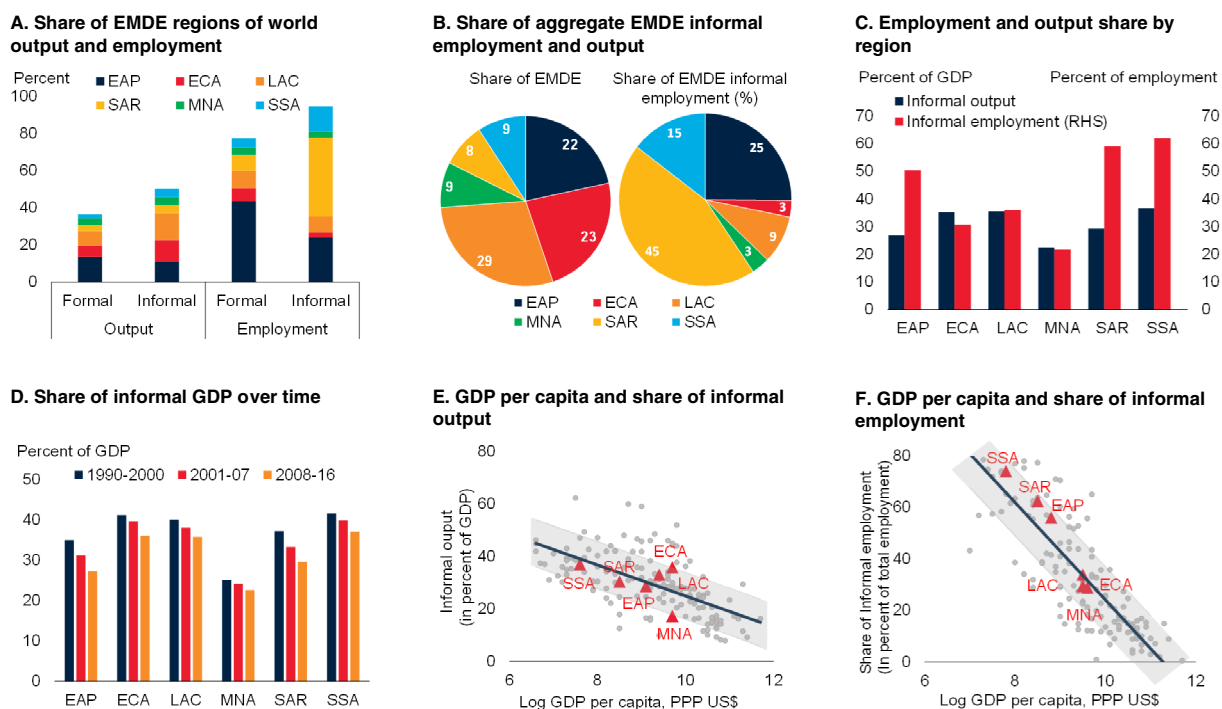 A. Share of EMDE regions of world
output and employment
Percent
EAP ECA LAC
SAR MNA SSA
100
80
60
40
20
0
Formal Informal Formal Informal
Output Employment
B. Share of aggregate EMDE informal
employment and output
Share of EMDE
Share of EMDE informal
employment (%)
22
23
29
9
8
9
25
3
9
3
45
15
EAP ECA LAC
MNA SAR SSA
C. Employment and output share by
region
Percent of GDP Percent of employment
Informal output
Informal employment (RHS)
70 70
60 60
50 50
40 40
30 30
20 20
10 10
0 0
EAP ECA LAC MNA SAR SSA
D. Share of informal GDP over time
Percent of GDP
1990-2000 2001-07 2008-16
50
40
30
20
10
0
EAP ECA LAC MNA SAR SSA
E. GDP per capita and share of informal
output
Informal ouput
(in percent of GDP)
80
60
40
20
0
ECA
SAR
SSA
LAC
EAP
MNA
6 8 10 12
Log GDP per capita, PPP US$
F. GDP per capita and share of informal
employment
Share of Informal employment
(In percent of total employment)
80
60
40
20
0
SSA
SAR
EAP
LAC
ECA
MNA
6 8 10 12
Log GDP per capita, PPP US$